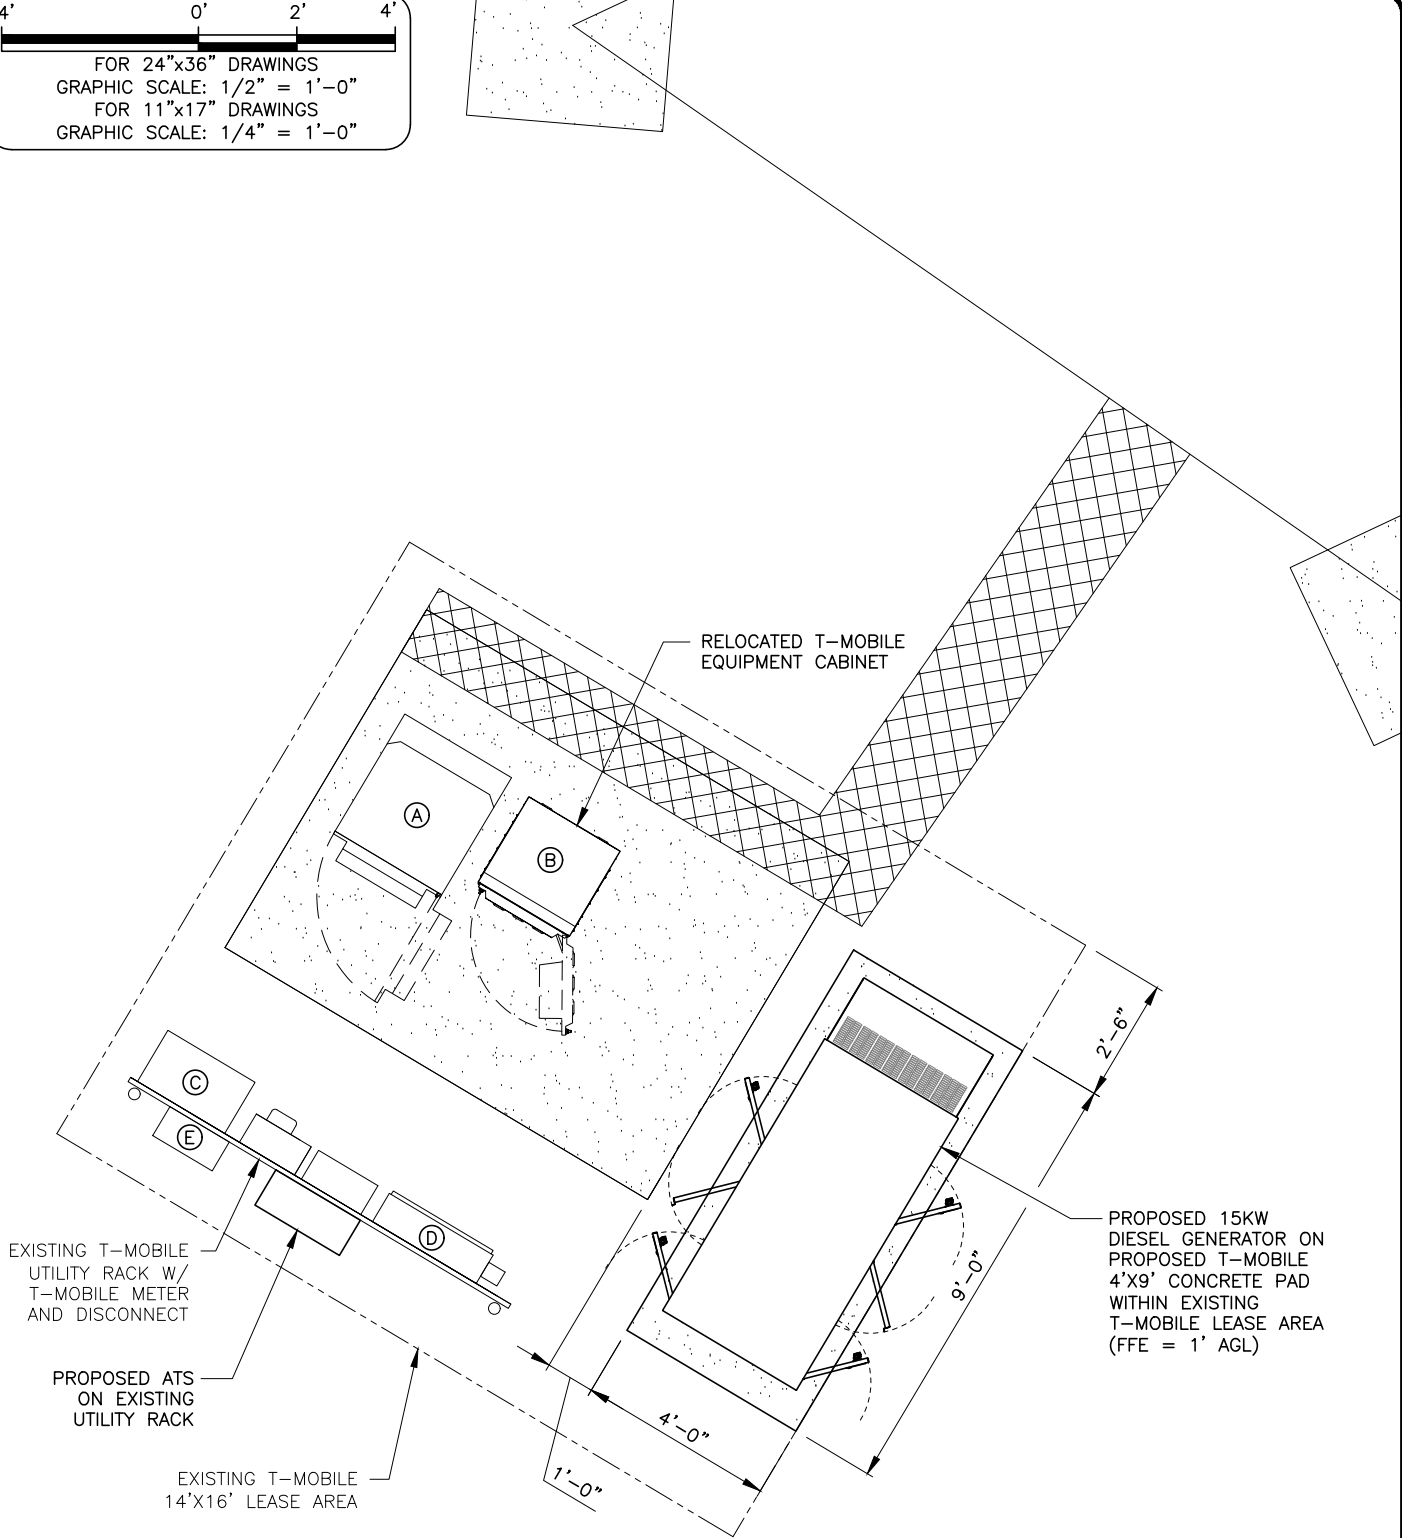 4' 0' 2' 4'
FOR 24"x36" DRAWINGS
GRAPHIC SCALE: 1/2" = 1'-0"
FOR 11"x17" DRAWINGS
GRAPHIC SCALE: 1/4" = 1'-0"
RELOCATED T-MOBILE
EQUIPMENT CABINET
A
B
C
E
D
2'-6"
9'-0"
4'-0"
1'-0"
PROPOSED 15KW
DIESEL GENERATOR ON
PROPOSED T-MOBILE
4'X9' CONCRETE PAD
WITHIN EXISTING
T-MOBILE LEASE AREA
(FFE = 1' AGL)
EXISTING T-MOBILE
UTILITY RACK W/
T-MOBILE METER
AND DISCONNECT
PROPOSED ATS
ON EXISTING
UTILITY RACK
EXISTING T-MOBILE
14'X16' LEASE AREA